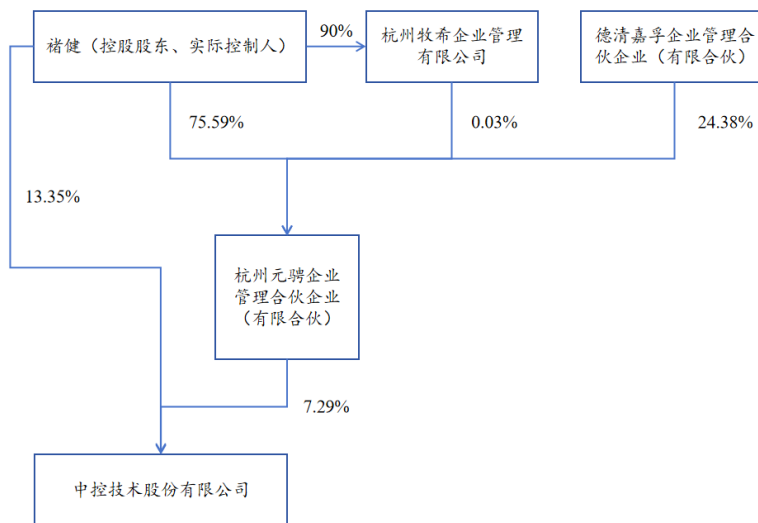 褚健（控股股东、实际控制人）
90%
杭州牧希企业管理
有限公司
德清嘉孚企业管理合
伙企业（有限合伙）
75.59%
0.03%
24.38%
13.35%
杭州元骋企业
管理合伙企业
（有限合伙）
7.29%
中控技术股份有限公司